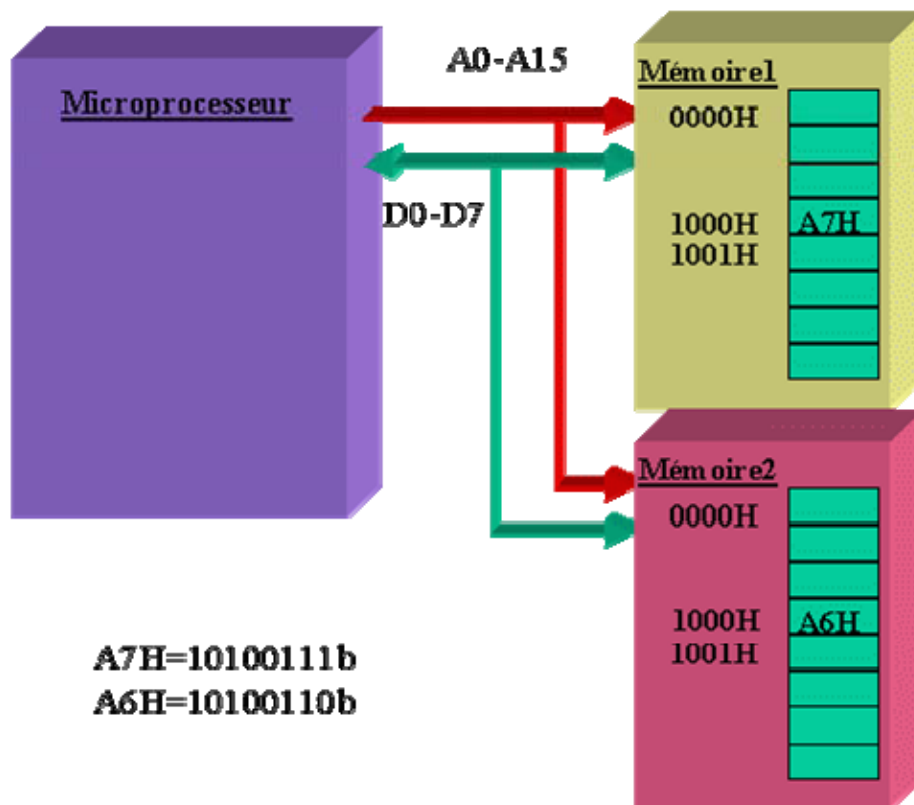 A0-A15
Microprocesseur
D0-D7
Mémoire1
0000H
1000H
A7H
1001H
Mémoire2
0000H
1000H
A6H
1001H
A7H=10100111b
A6H=10100110b